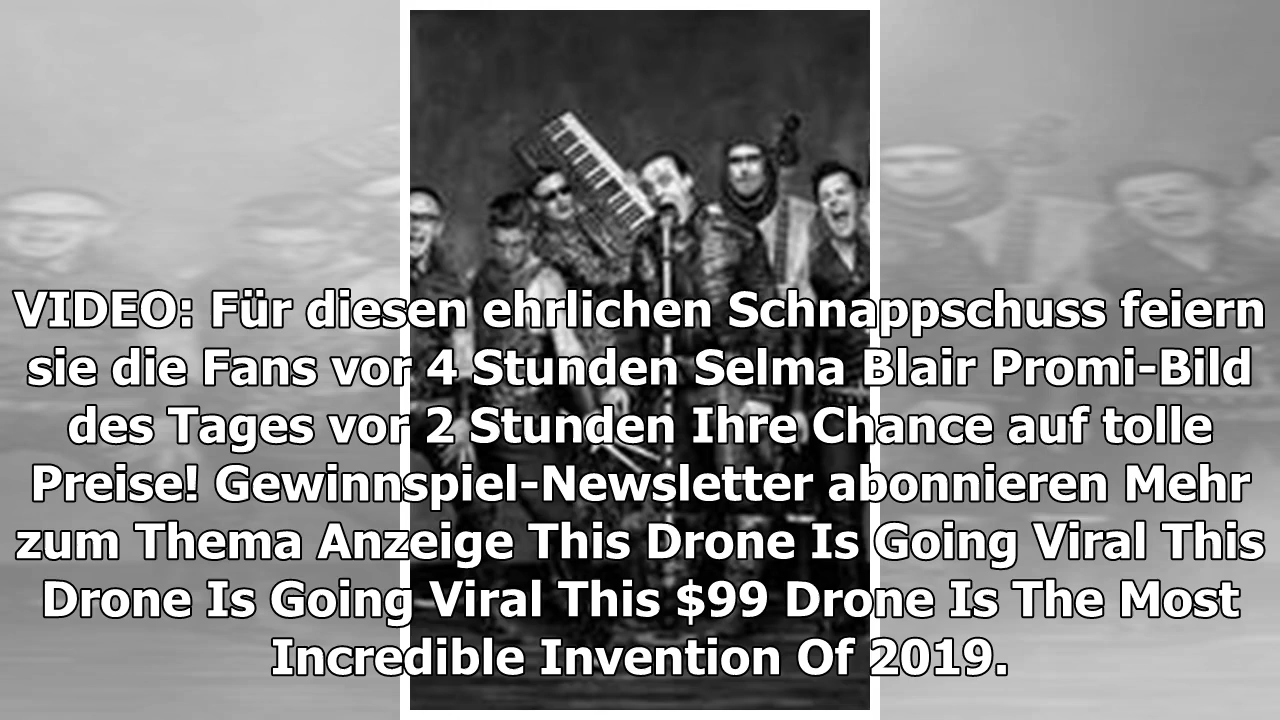 VIDEO: Für diesen ehrlichen Schnappschuss feiern
sie die Fans vor 4 Stunden Selma Blair Promi-Bild
des Tages vor 2 Stunden Ihre Chance auf tolle
Preise! Gewinnspiel-Newsletter abonnieren Mehr
zum Thema Anzeige This Drone Is Going Viral This
Drone Is Going Viral This $99 Drone Is The Most
Incredible Invention Of 2019.